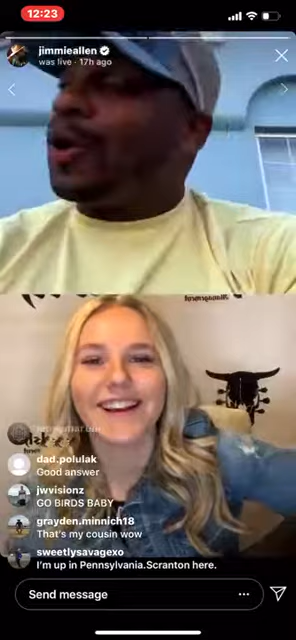 12:23
jimmieallen
was live · 17h ago
dad.polulak
Good answer
jwvisionz
GO BIRDS BABY
grayden.minnich18
That's my cousin wow
sweetlysavagexo
I'm up in Pennsylvania.Scranton here.
Send message